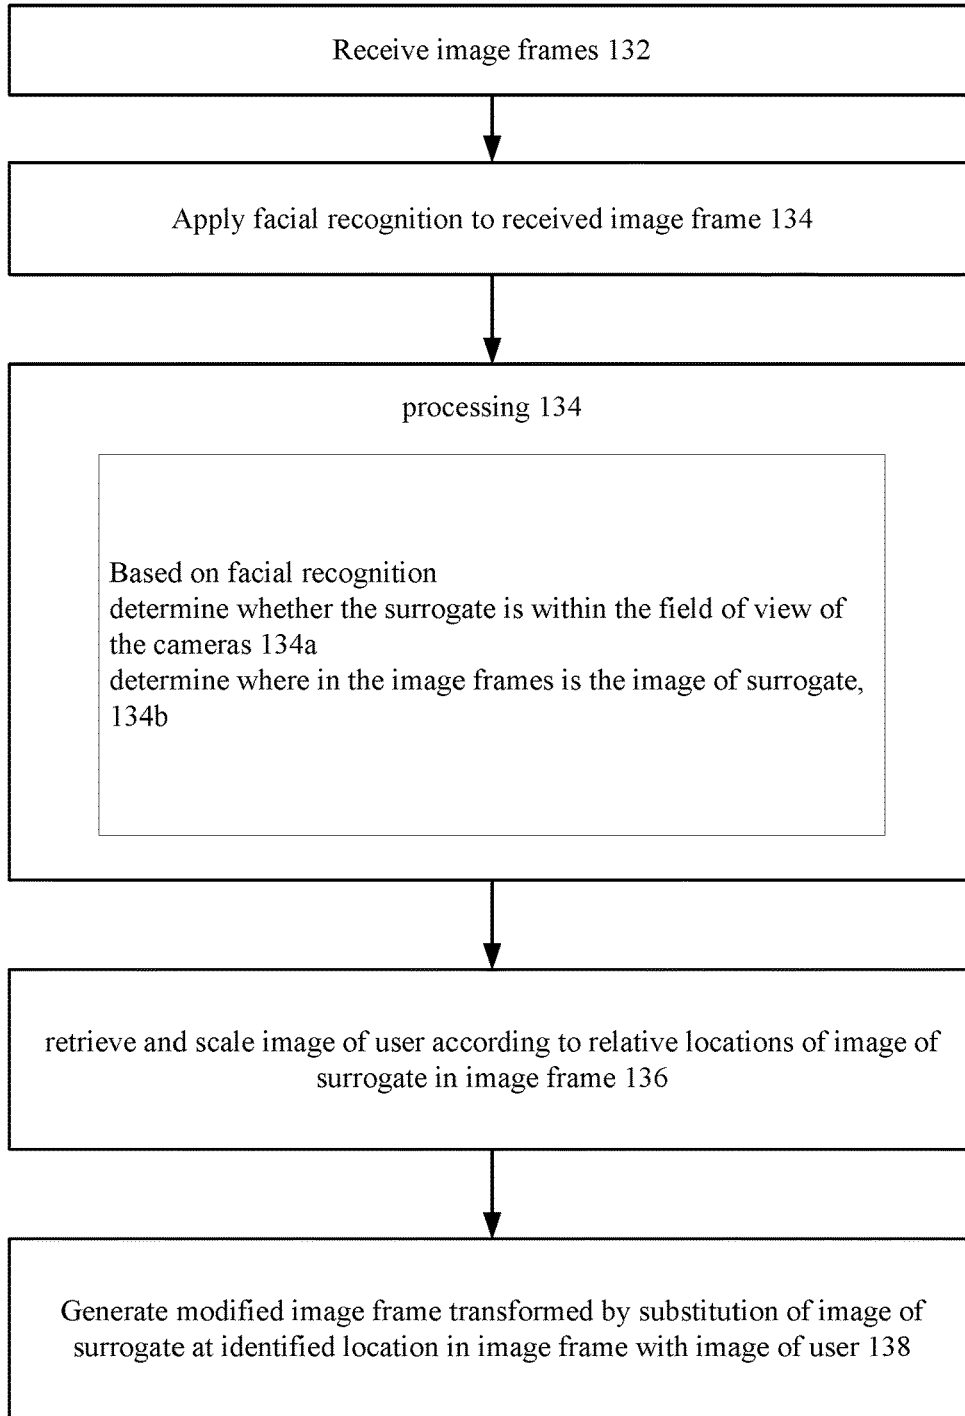 Receive image frames 132
Apply facial recognition to received image frame 134
processing 134
Based on facial recognition
determine whether the surrogate is within the field of view of
the cameras 134a
determine where in the image frames is the image of surrogate,
134b
retrieve and scale image of user according to relative locations of image of
surrogate in image frame 136
Generate modified image frame transformed by substitution of image of
surrogate at identified location in image frame with image of user 138